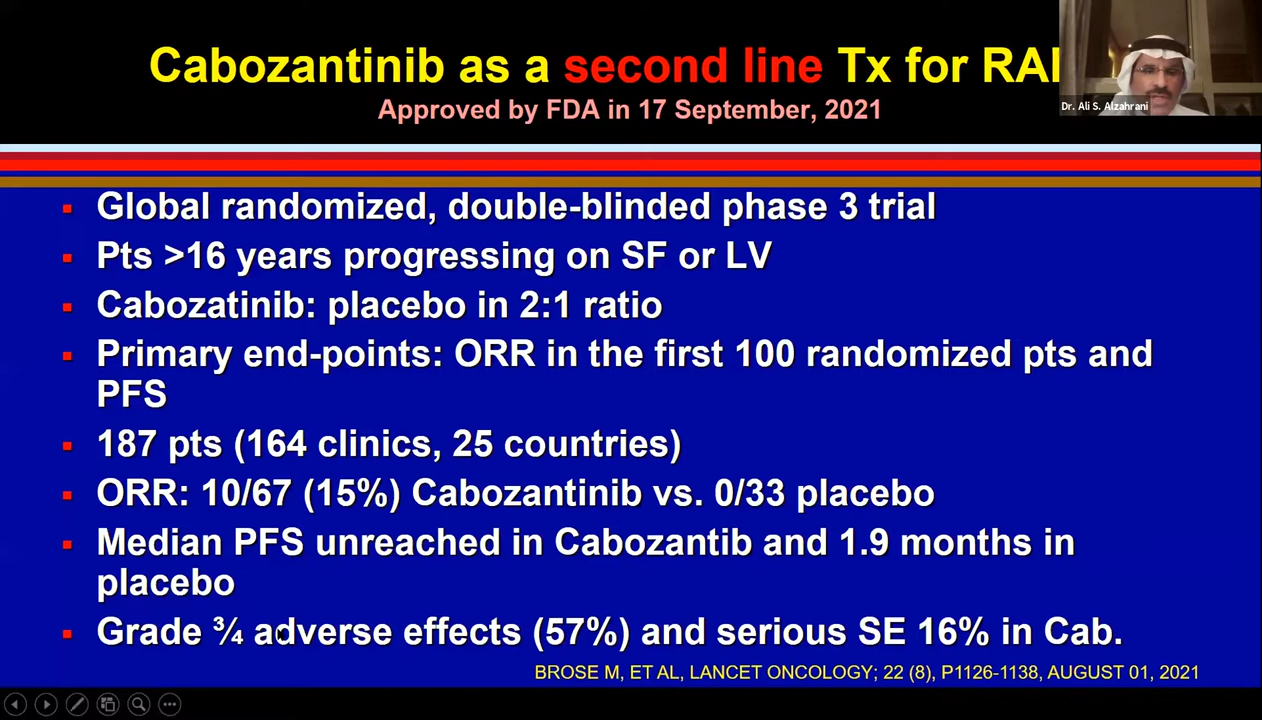 Cabozantinib as a second line Tx for RAI
Approved by FDA in 17 September, 2021
Dr. Ali S. Alzahrani
▪ Global randomized, double-blinded phase 3 trial
▪ Pts >16 years progressing on SF or LV
▪ Cabozatinib: placebo in 2:1 ratio
▪ Primary end-points: ORR in the first 100 randomized pts and
PFS
▪ 187 pts (164 clinics, 25 countries)
▪ ORR: 10/67 (15%) Cabozantinib vs. 0/33 placebo
▪ Median PFS unreached in Cabozantib and 1.9 months in
placebo
▪ Grade ¾ adverse effects (57%) and serious SE 16% in Cab.
BROSE M, ET AL, LANCET ONCOLOGY; 22 (8), P1126-1138, AUGUST 01, 2021